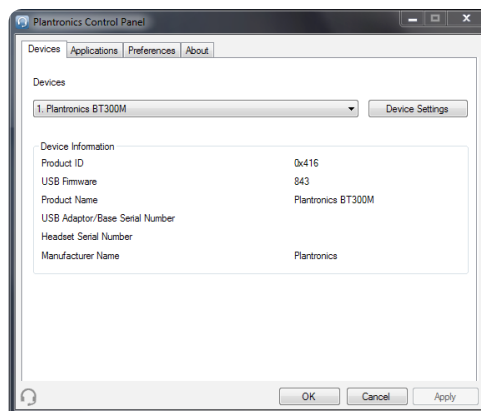 Plantronics Control Panel
Devices Applications Preferences About
Devices
1. Plantronics BT300M Device Settings
Device Information
Product ID 0x416
USB Firmware 843
Product Name Plantronics BT300M
USB Adaptor/Base Serial Number
Headset Serial Number
Manufacturer Name Plantronics
OK Cancel Apply